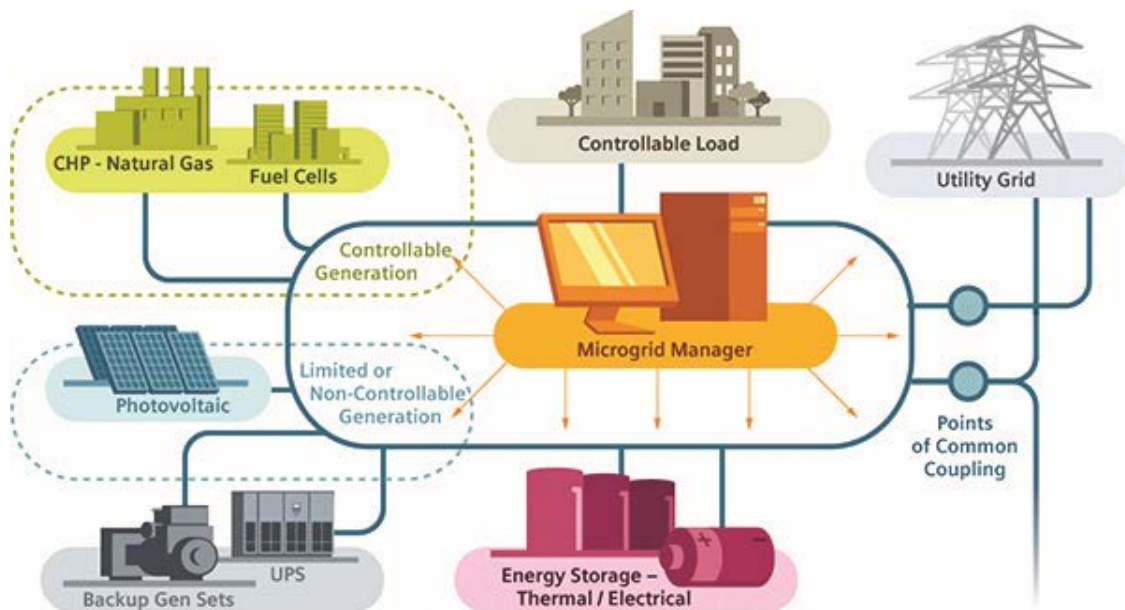 CHP - Natural Gas
Fuel Cells
Controllable Load
Utility Grid
Controllable
Generation
Microgrid Manager
Photovoltaic
Limited or
Non-Controllable
Generation
Points
of Common
Coupling
Backup Gen Sets
UPS
Energy Storage –
Thermal / Electrical